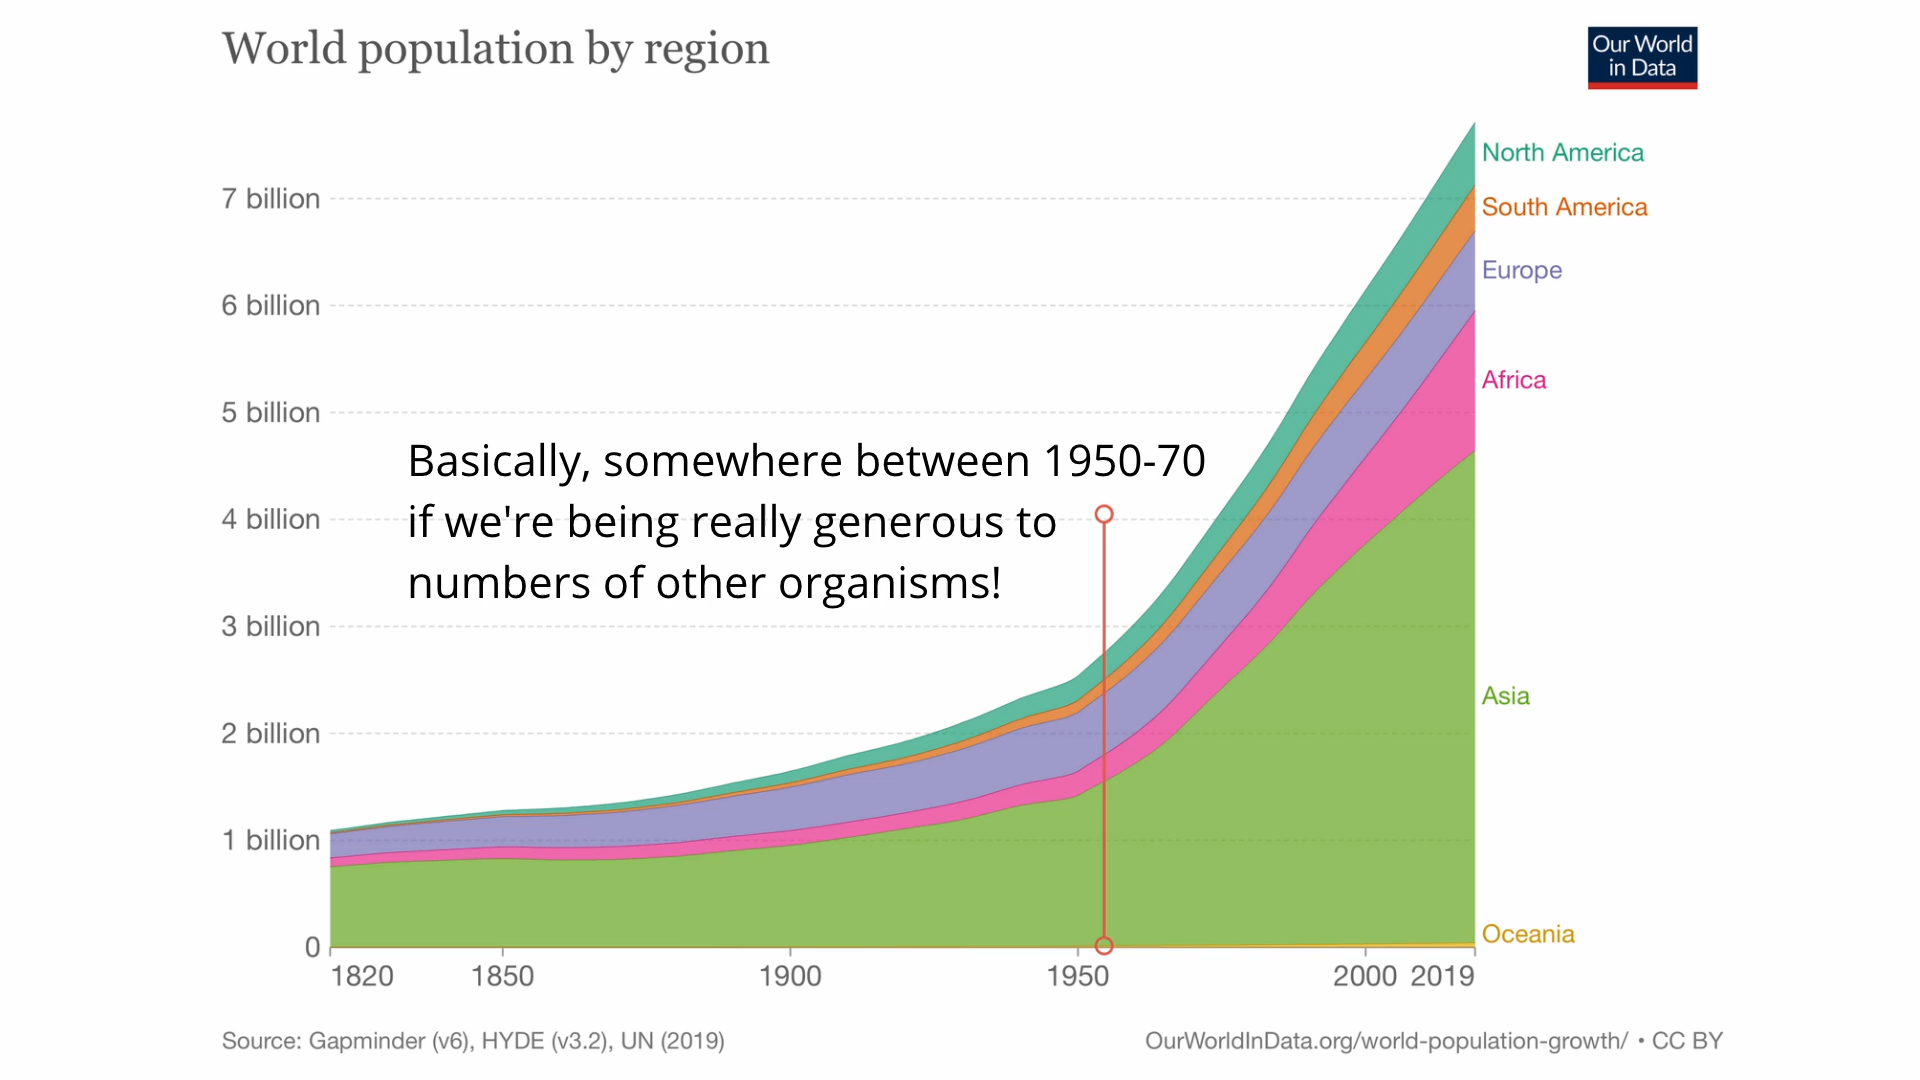 World population by region
Our World
in Data
North America
7 billion
South America
Europe
6 billion
Africa
5 billion
Basically, somewhere between 1950-70
4 billion
if we're being really generous to
numbers of other organisms!
3 billion
Asia
2 billion
1 billion
Oceania
0
1820 1850 1900 1950 2000 2019
Source: Gapminder (v6), HYDE (v3.2), UN (2019)
OurWorldInData.org/world-population-growth/ • CC BY